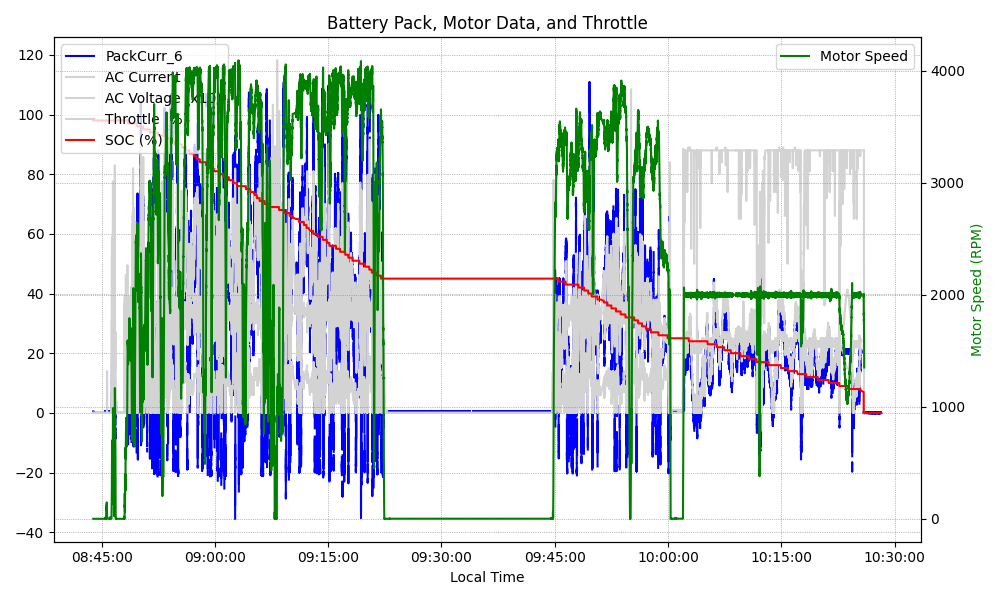 Battery Pack, Motor Data, and Throttle
PackCurr_6
AC Current
AC Voltage
Throttle %
SOC (%)
Motor Speed
120
100
80
60
40
20
0
−20
−40
4000
3000
2000
1000
0
Motor Speed (RPM)
08:45:00
09:00:00
09:15:00
09:30:00
09:45:00
10:00:00
10:15:00
10:30:00
Local Time